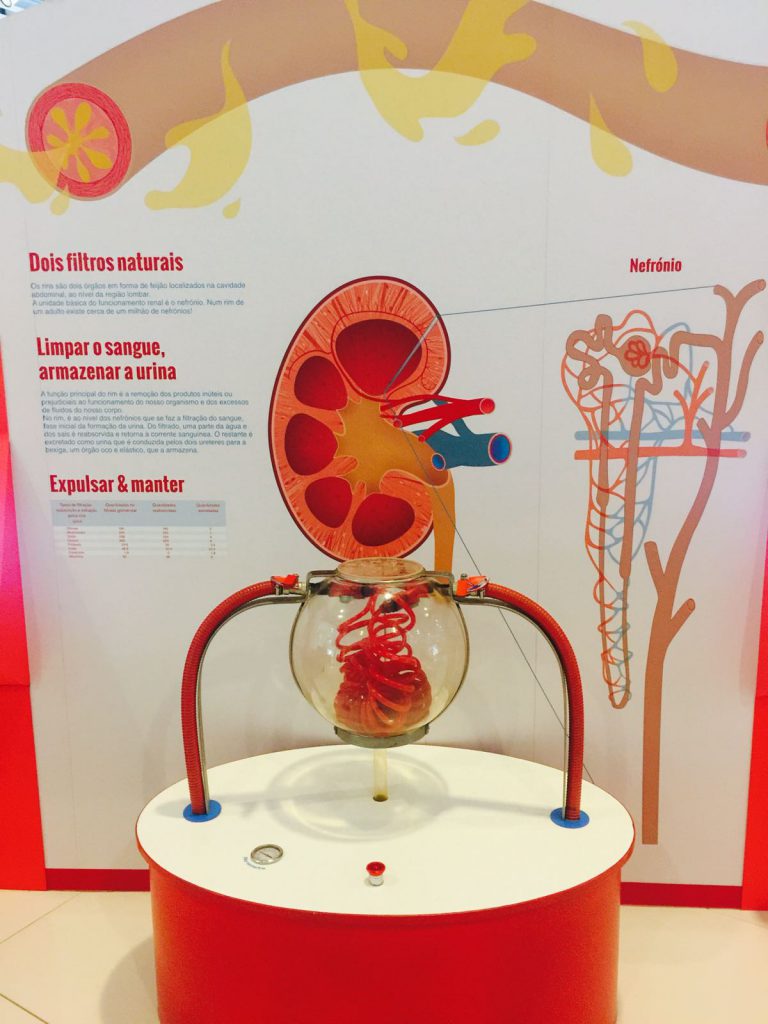 Dois filtros naturais
Os rins são dois órgãos em forma de feijão localizados na cavidade
abdominal, ao nível da região lombar.
A unidade básica do funcionamento renal é o nefrónio. Num rim de
um adulto existe cerca de um milhão de nefrónios!
Nefrónio
Limpar o sangue,
armazenar a urina
A função principal do rim é a remoção dos produtos inúteis ou
prejudiciais ao funcionamento do nosso organismo e dos excessos
de fluidos do nosso corpo.
No rim, é ao nível dos nefrónios que se faz a filtração do sangue,
fase inicial da formação da urina. Do filtrado, uma parte da água e
dos sais é reabsorvida e retorna à corrente sanguínea. O restante é
excretado como urina que é conduzida pelos dois ureteres para a
bexiga, um órgão oco e elástico, que a armazena.
Expulsar & manter